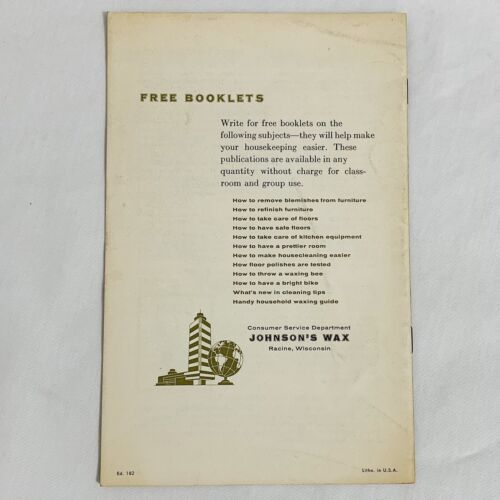 FREE BOOKLETS
Write for free booklets on the
following subjects—they will help make
your housekeeping easier. These
publications are available in any
quantity without charge for class-
room and group use.
How to remove blemishes from furniture
How to refinish furniture
How to take care of floors
How to have safe floors
How to take care of kitchen equipment
How to have a prettier room
How to make housecleaning easier
How floor polishes are tested
How to throw a waxing bee
How to have a bright bike
What's new in cleaning tips
Handy household waxing guide
Consumer Service Department
JOHNSON'S WAX
Racine, Wisconsin
Ed. 162
Litho. in U.S.A.